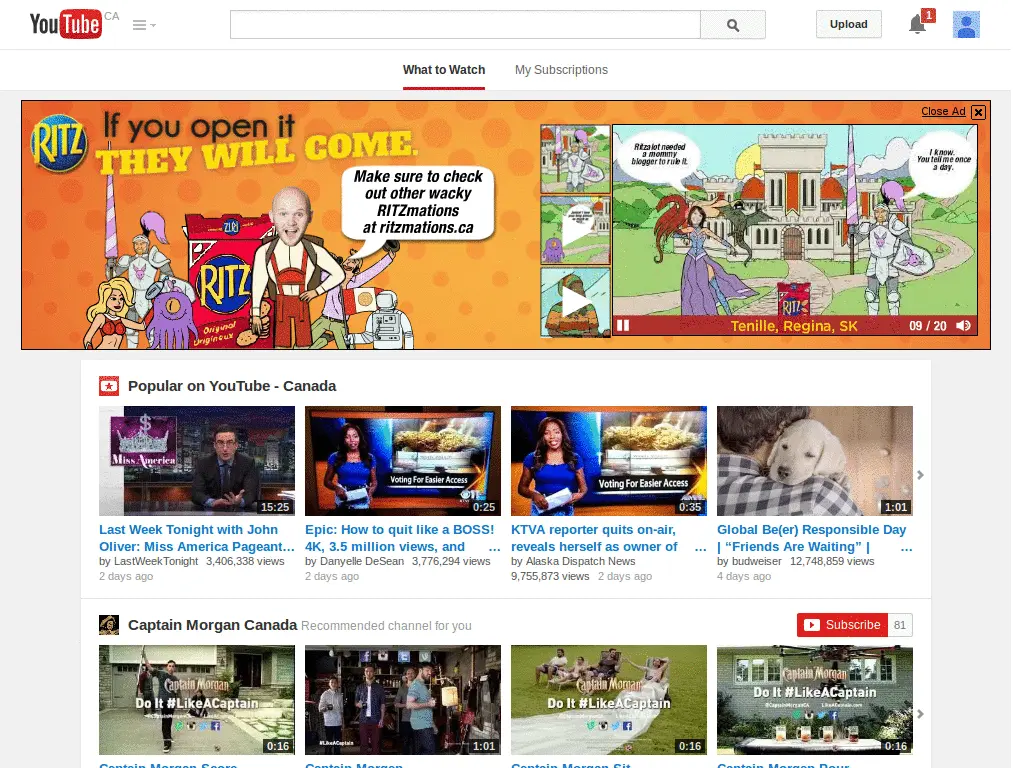 YouTube CA
Upload
1
What to Watch
My Subscriptions
Close Ad X
RITZ
If you open it
THEY WILL COME.
Make sure to check
out other wacky
RITZmations
at ritzmations.ca
RITZ
RITZ
Original
Originaux
Ritzalot needed
a mommy
blogger to rule it.
I know.
You tell me once
a day.
RITZ
Tenille, Regina, SK
09 / 20
Popular on YouTube - Canada
$
Miss America
15:25
Voting For Easier Access
0:25
Voting For Easier Access
0:35
1:01
Last Week Tonight with John
Oliver: Miss America Pageant…
by LastWeekTonight 3,406,338 views
2 days ago
Epic: How to quit like a BOSS!
4K, 3.5 million views, and …
by Danyelle DeSean 3,776,294 views
2 days ago
KTVA reporter quits on-air,
reveals herself as owner of …
by Alaska Dispatch News
9,755,873 views 2 days ago
Global Be(er) Responsible Day
| “Friends Are Waiting” | …
by budweiser 12,748,859 views
4 days ago
Captain Morgan Canada Recommended channel for you
Subscribe 81
Captain Morgan
Do It #LikeACaptain
0:16
#LikeACaptain
1:01
Captain Morgan
Do It #LikeACaptain
0:16
Captain Morgan
Do It #LikeACaptain
0:16
Captain Morgan Score
Captain Morgan
Captain Morgan Sit
Captain Morgan Pour